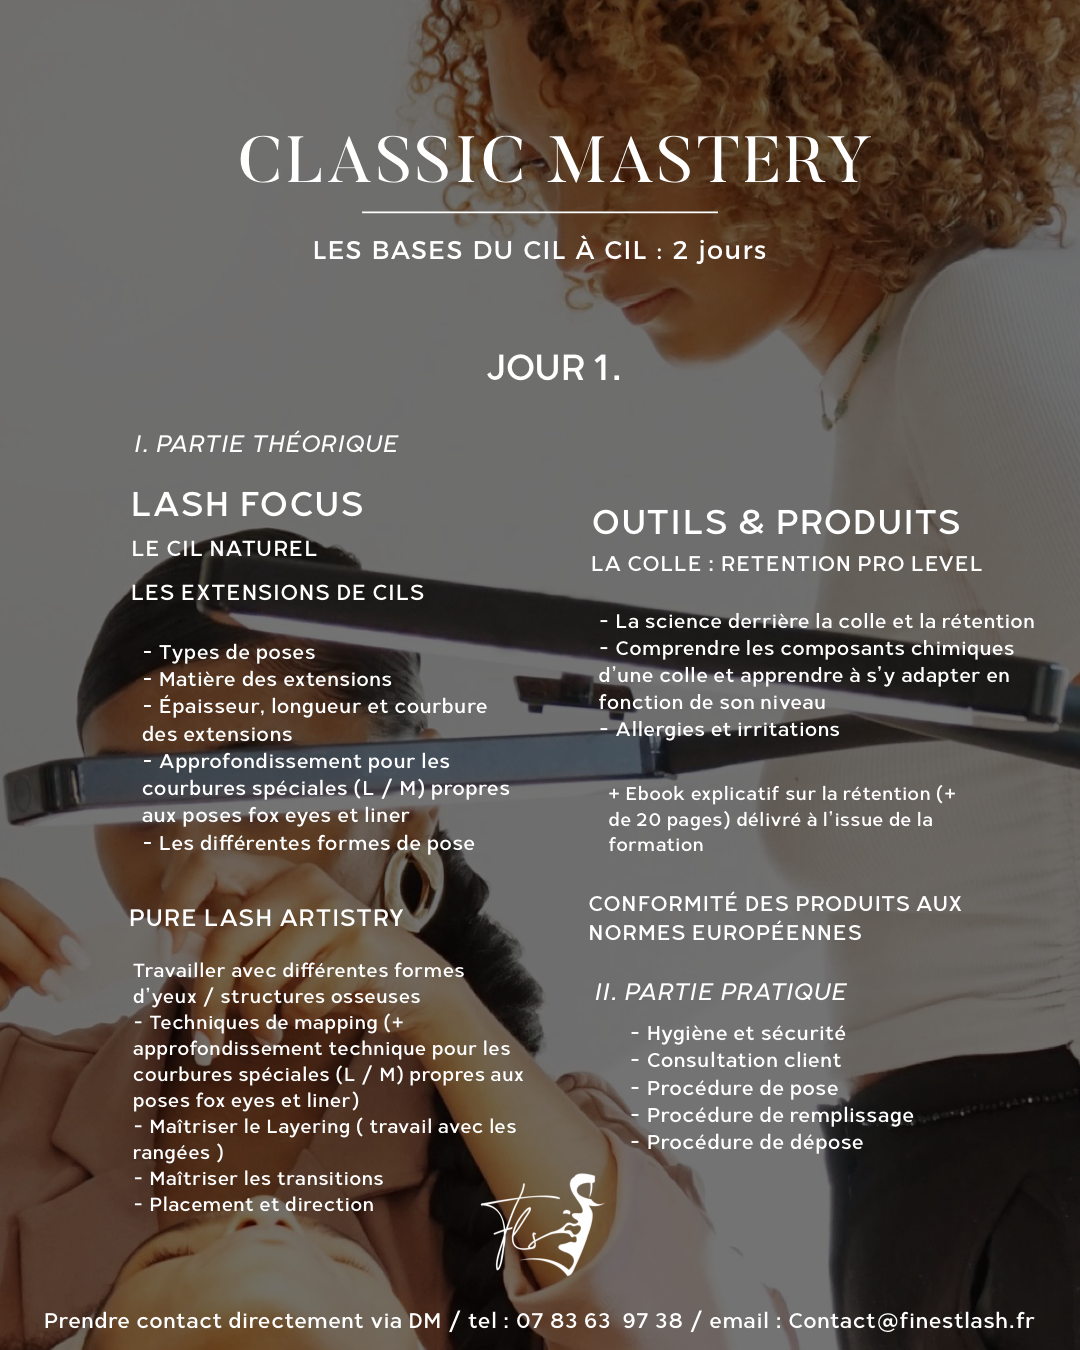 CLASSIC MASTERY
LES BASES DU CIL À CIL : 2 jours
JOUR 1.
I. PARTIE THÉORIQUE
LASH FOCUS
LE CIL NATUREL
LES EXTENSIONS DE CILS
- Types de poses
- Matière des extensions
- Épaisseur, longueur et courbure
des extensions
- Approfondissement pour les
courbures spéciales (L / M) propres
aux poses fox eyes et liner
- Les différentes formes de pose
PURE LASH ARTISTRY
Travailler avec différentes formes
d'yeux / structures osseuses
- Techniques de mapping (+
approfondissement technique pour les
courbures spéciales (L / M) propres aux
poses fox eyes et liner)
- Maîtriser le Layering ( travail avec les
rangées )
- Maîtriser les transitions
- Placement et direction
OUTILS & PRODUITS
LA COLLE : RETENTION PRO LEVEL
- La science derrière la colle et la rétention
- Comprendre les composants chimiques
d'une colle et apprendre à s'y adapter en
fonction de son niveau
- Allergies et irritations
+ Ebook explicatif sur la rétention (+
de 20 pages) délivré à l'issue de la
formation
CONFORMITÉ DES PRODUITS AUX
NORMES EUROPÉENNES
II. PARTIE PRATIQUE
- Hygiène et sécurité
- Consultation client
- Procédure de pose
- Procédure de remplissage
- Procédure de dépose
Fls
Prendre contact directement via DM / tel : 07 83 63 97 38 / email : Contact@finestlash.fr